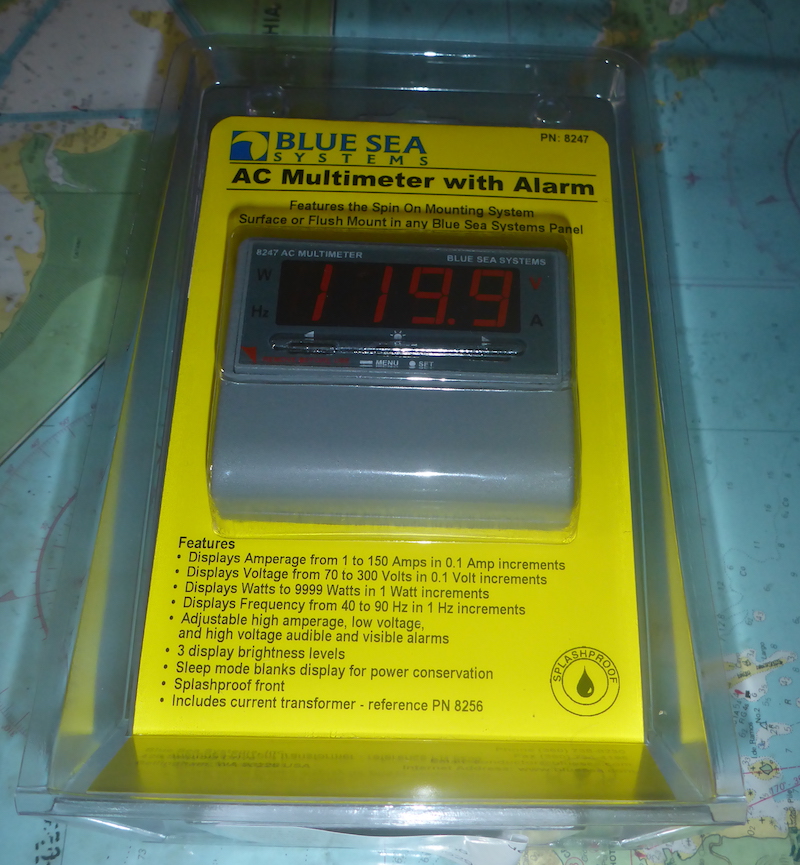 BLUE SEA
SYSTEMS
PN: 8247
AC Multimeter with Alarm
Features the Spin On Mounting System
Surface or Flush Mount in any Blue Sea Systems Panel
8247 AC MULTIMETER BLUE SEA SYSTEMS
W
119.9
V
Hz
A
MENU SET
Features
• Displays Amperage from 1 to 150 Amps in 0.1 Amp increments
• Displays Voltage from 70 to 300 Volts in 0.1 Volt increments
• Displays Watts to 9999 Watts in 1 Watt increments
• Displays Frequency from 40 to 90 Hz in 1 Hz increments
• Adjustable high amperage, low voltage,
and high voltage audible and visible alarms
• 3 display brightness levels
• Sleep mode blanks display for power conservation
• Splashproof front
• Includes current transformer - reference PN 8256
SPLASHPROOF